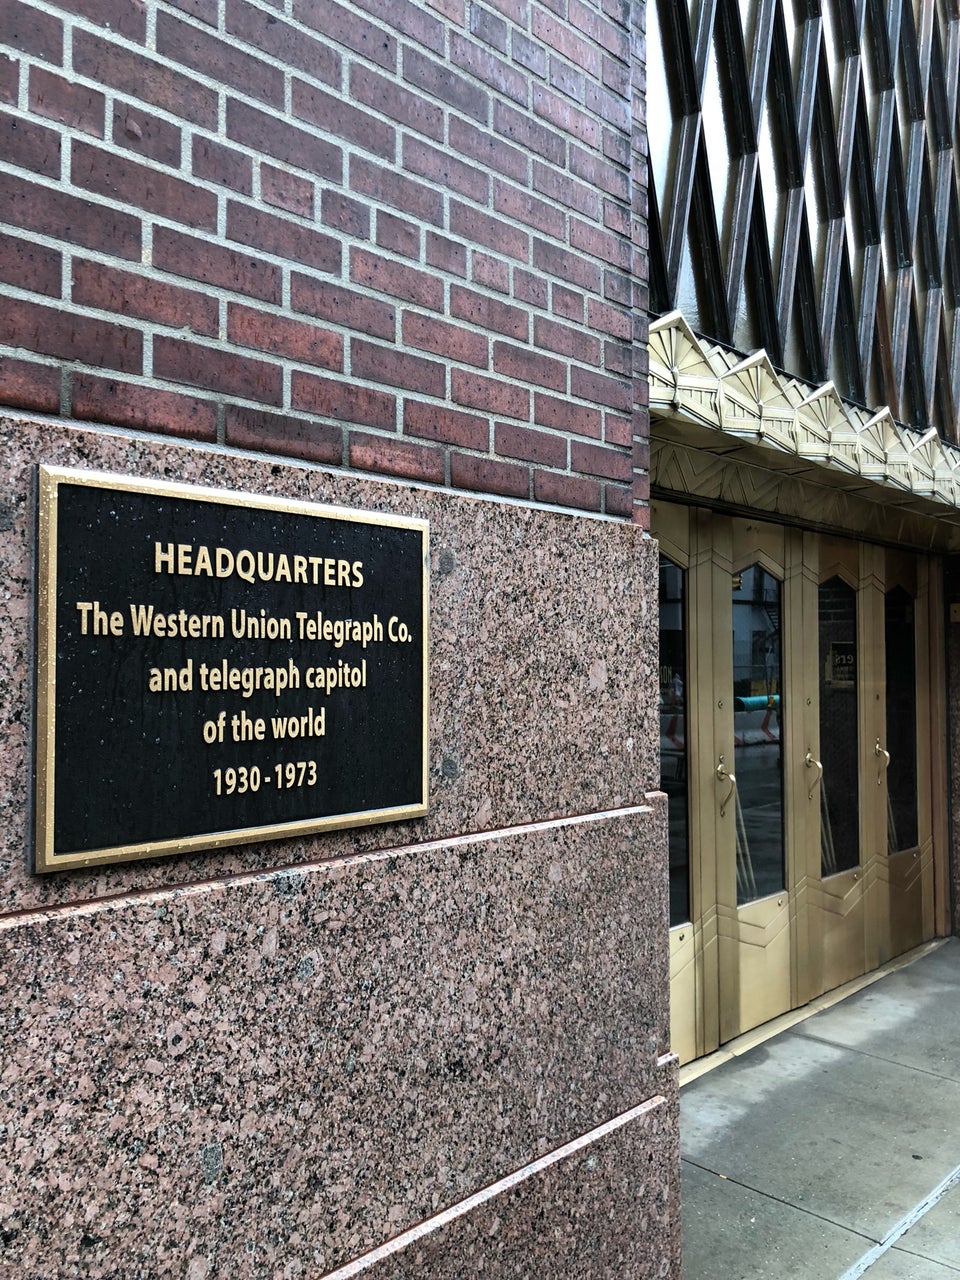 HEADQUARTERS
The Western Union Telegraph Co.
and telegraph capitol
of the world
1930 - 1973